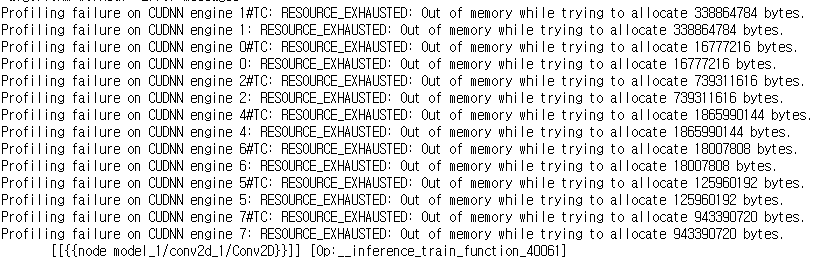 Profiling failure on CUDNN engine 1#TC: RESOURCE_EXHAUSTED: Out of memory while trying to allocate 338864784 bytes.
Profiling failure on CUDNN engine 1: RESOURCE_EXHAUSTED: Out of memory while trying to allocate 338864784 bytes.
Profiling failure on CUDNN engine 0#TC: RESOURCE_EXHAUSTED: Out of memory while trying to allocate 16777216 bytes.
Profiling failure on CUDNN engine 0: RESOURCE_EXHAUSTED: Out of memory while trying to allocate 16777216 bytes.
Profiling failure on CUDNN engine 2#TC: RESOURCE_EXHAUSTED: Out of memory while trying to allocate 739311616 bytes.
Profiling failure on CUDNN engine 2: RESOURCE_EXHAUSTED: Out of memory while trying to allocate 739311616 bytes.
Profiling failure on CUDNN engine 4#TC: RESOURCE_EXHAUSTED: Out of memory while trying to allocate 1865990144 bytes.
Profiling failure on CUDNN engine 4: RESOURCE_EXHAUSTED: Out of memory while trying to allocate 1865990144 bytes.
Profiling failure on CUDNN engine 6#TC: RESOURCE_EXHAUSTED: Out of memory while trying to allocate 18007808 bytes.
Profiling failure on CUDNN engine 6: RESOURCE_EXHAUSTED: Out of memory while trying to allocate 18007808 bytes.
Profiling failure on CUDNN engine 5#TC: RESOURCE_EXHAUSTED: Out of memory while trying to allocate 125960192 bytes.
Profiling failure on CUDNN engine 5: RESOURCE_EXHAUSTED: Out of memory while trying to allocate 125960192 bytes.
Profiling failure on CUDNN engine 7#TC: RESOURCE_EXHAUSTED: Out of memory while trying to allocate 943390720 bytes.
Profiling failure on CUDNN engine 7: RESOURCE_EXHAUSTED: Out of memory while trying to allocate 943390720 bytes.
[[{{node model_1/conv2d_1/Conv2D}}]] [Op:__inference_train_function_40061]